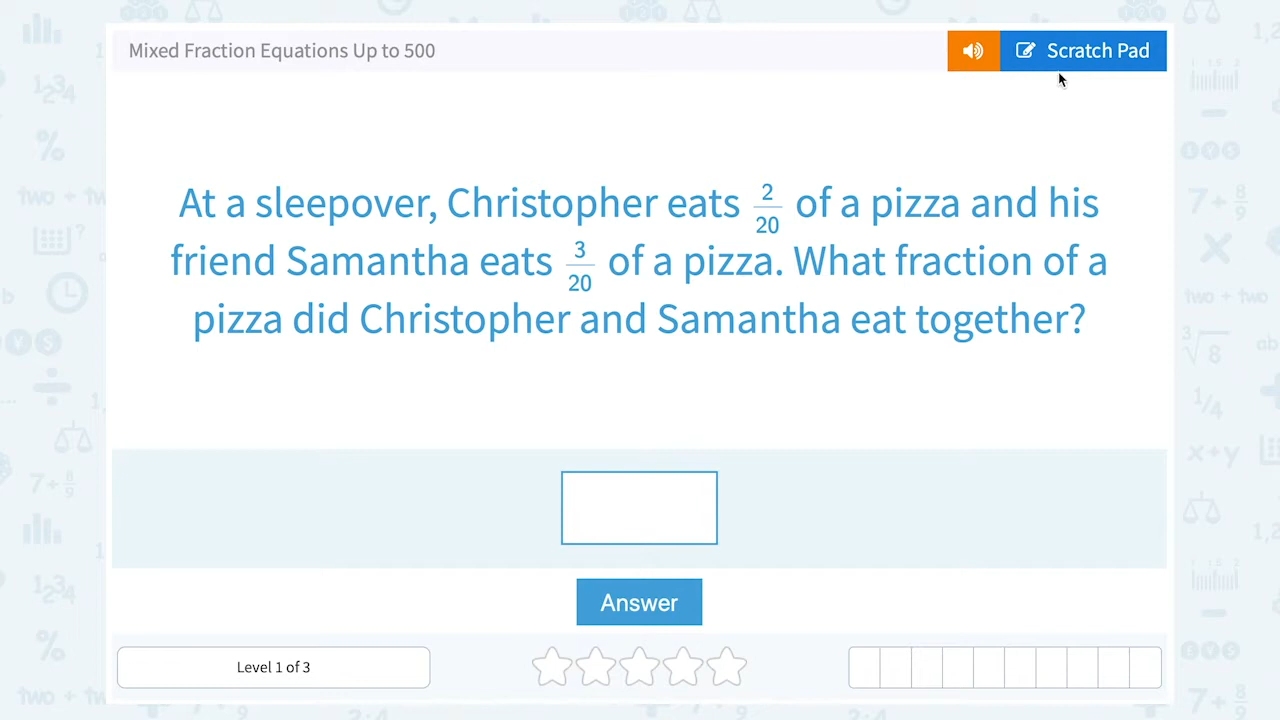 Mixed Fraction Equations Up to 500
Scratch Pad
At a sleepover, Christopher eats 2/20 of a pizza and his
friend Samantha eats 3/20 of a pizza. What fraction of a
pizza did Christopher and Samantha eat together?
Answer
Level 1 of 3